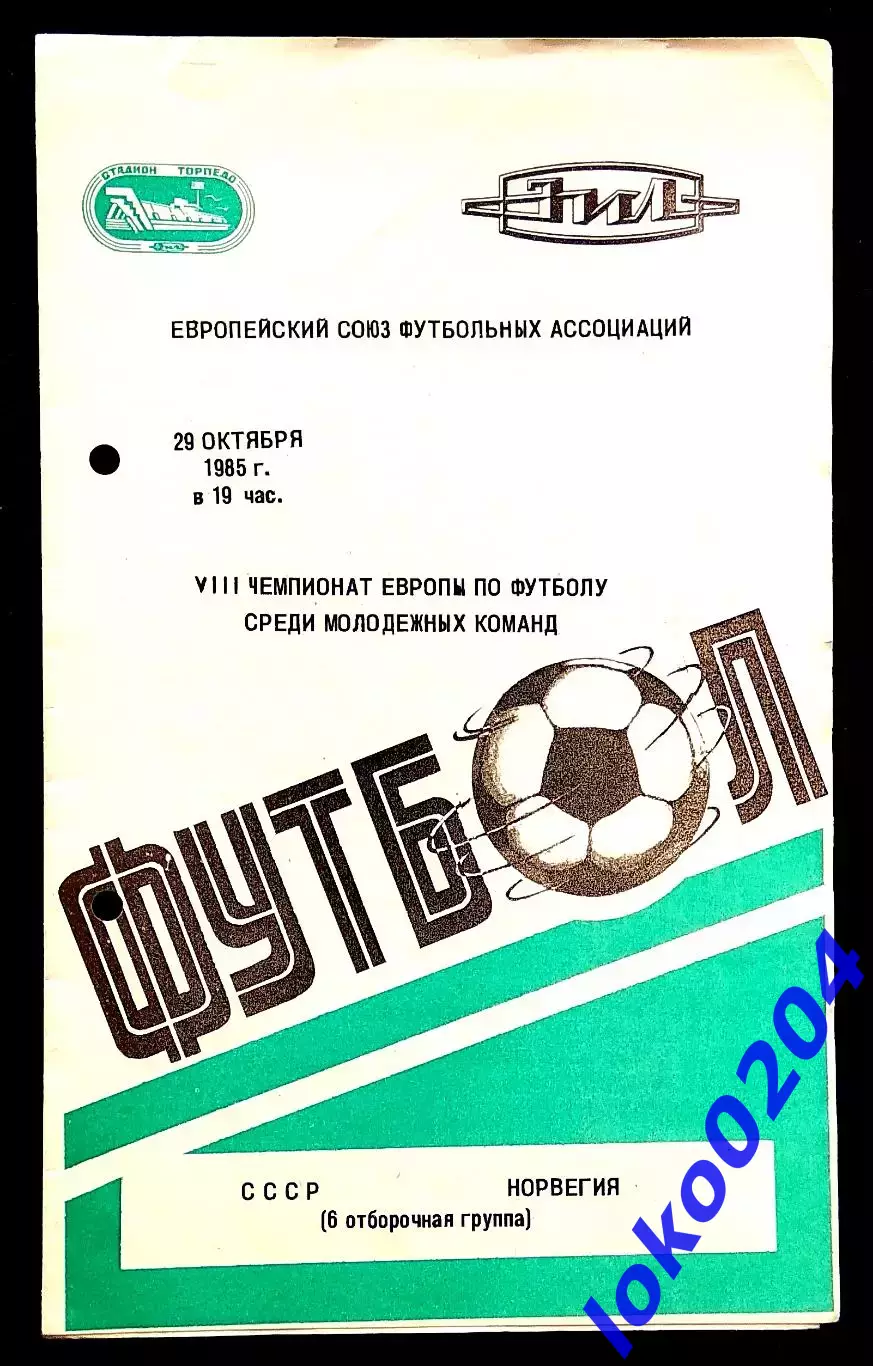 СТАДИОН ТОРПЕДО
ЗИЛ
ЗИЛ
ЕВРОПЕЙСКИЙ СОЮЗ ФУТБОЛЬНЫХ АССОЦИАЦИЙ
29 ОКТЯБРЯ
1985 г.
в 19 час.
VIII ЧЕМПИОНАТ ЕВРОПЫ ПО ФУТБОЛУ
СРЕДИ МОЛОДЕЖНЫХ КОМАНД
ФУТБОЛ
СССР НОРВЕГИЯ
(6 отборочная группа)
loko0204